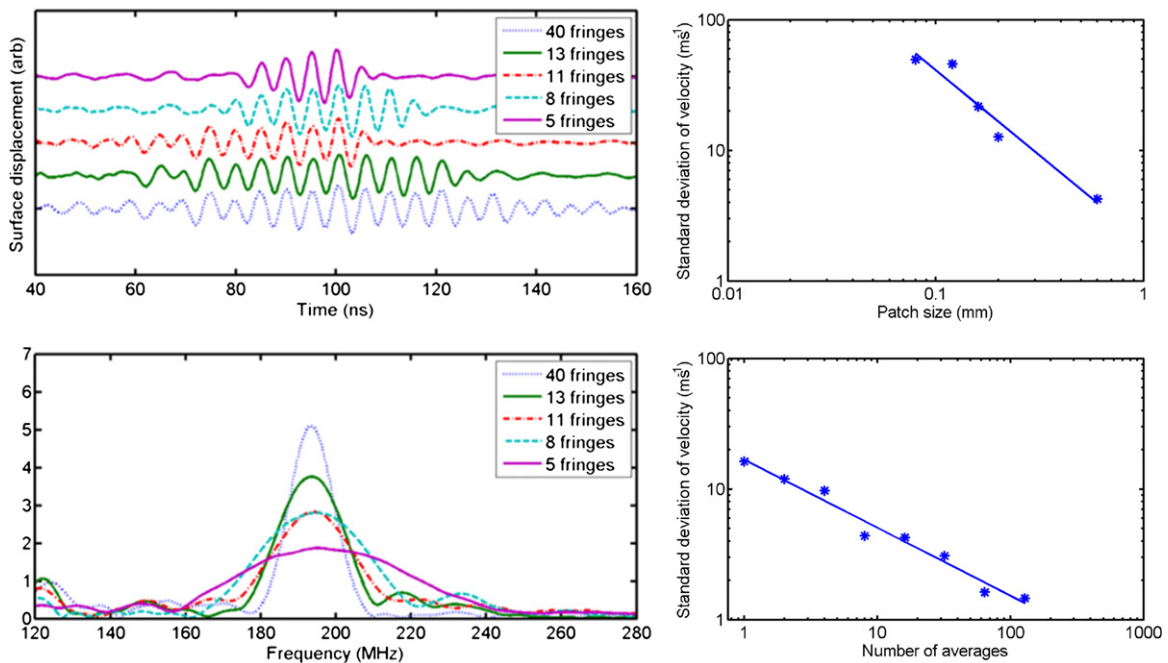 Surface displacement (arb)
40 fringes
13 fringes
11 fringes
8 fringes
5 fringes
40 60 80 100 120 140 160
Time (ns)
Standard deviation of velocity (ms¹)
100
10
1
0.01 0.1 1
Patch size (mm)
7
6
5
4
3
2
1
0
40 fringes
13 fringes
11 fringes
8 fringes
5 fringes
120 140 160 180 200 220 240 260 280
Frequency (MHz)
Standard deviation of velocity (ms¹)
100
10
1
1 10 100 1000
Number of averages